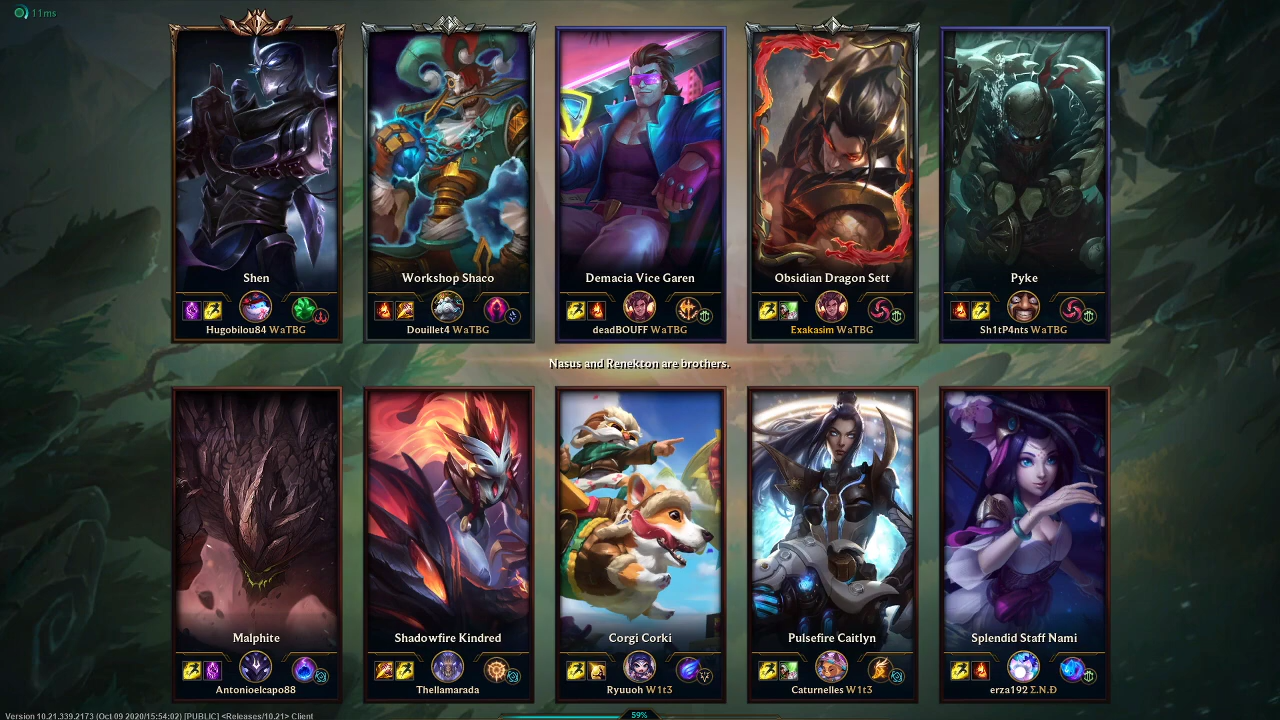 11ms
Shen
Hugobilou84 WaTBG
Workshop Shaco
Douillet4 WaTBG
Demacia Vice Garen
deadBOUFF WaTBG
Obsidian Dragon Sett
Exakasim WaTBG
Pyke
Sh1tP4nts WaTBG
Nasus and Renekton are brothers.
Malphite
Antonioelcapo88
Shadowfire Kindred
Thellamarada
Corgi Corki
Ryuuoh W1t3
Pulsefire Caitlyn
Caturnelles W1t3
Splendid Staff Nami
erza192 Σ.N.Đ
Version 10.21.339.2173 (Oct 09 2020/15:54:02) [PUBLIC] <Releases/10.21> Client
59%